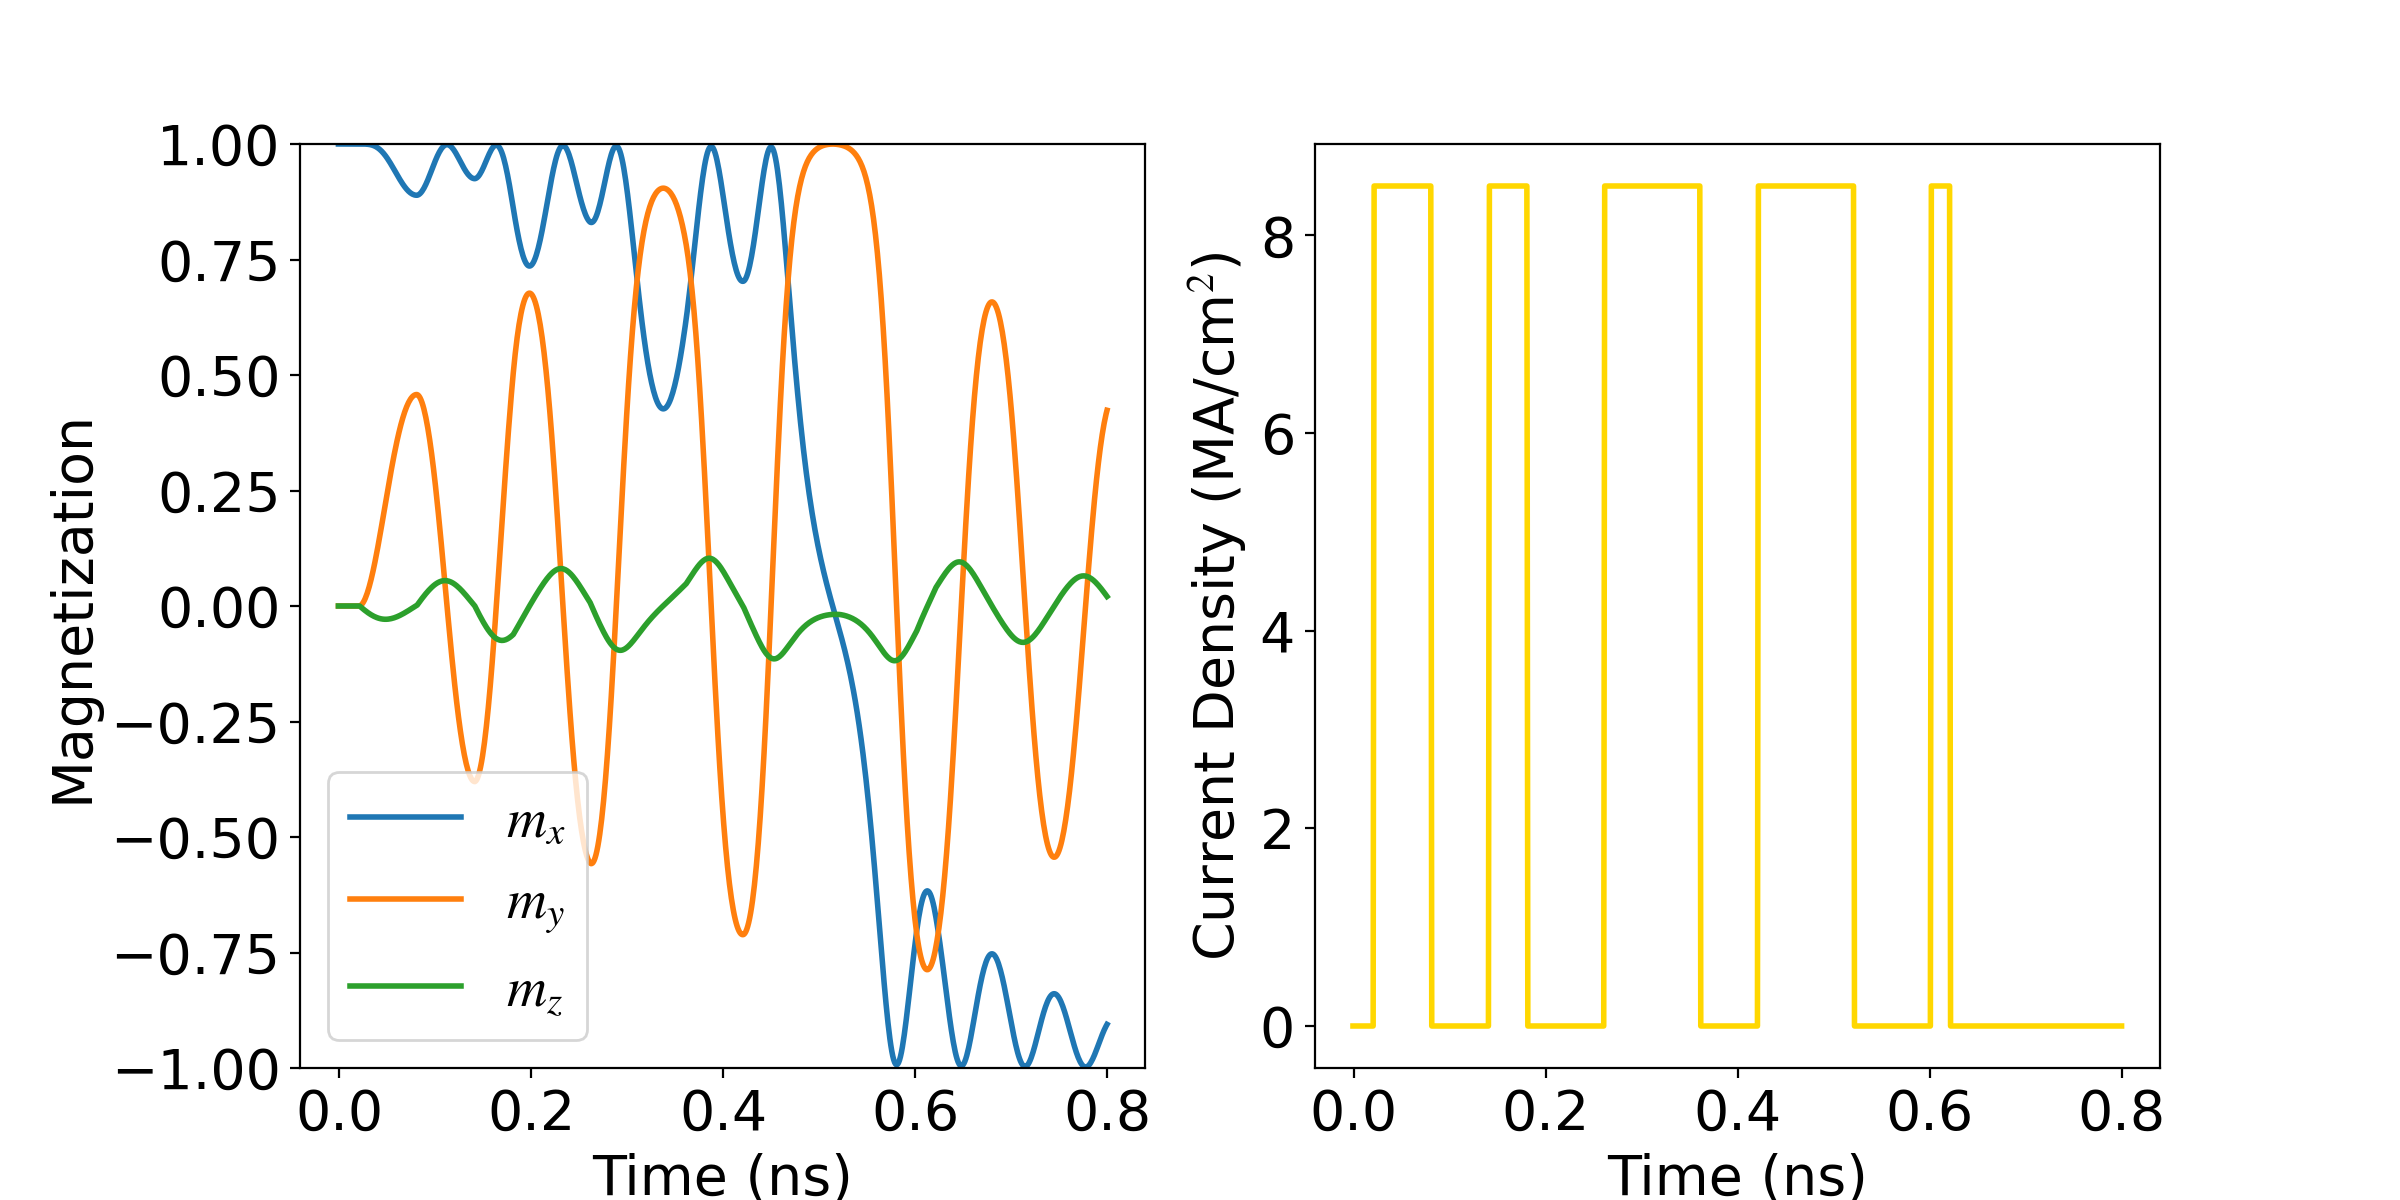 Magnetization
1.00
0.75
0.50
0.25
0.00
−0.25
−0.50
−0.75
−1.00
m_x
m_y
m_z
0.0 0.2 0.4 0.6 0.8
Time (ns)
Current Density (MA/cm²)
8
6
4
2
0
0.0 0.2 0.4 0.6 0.8
Time (ns)